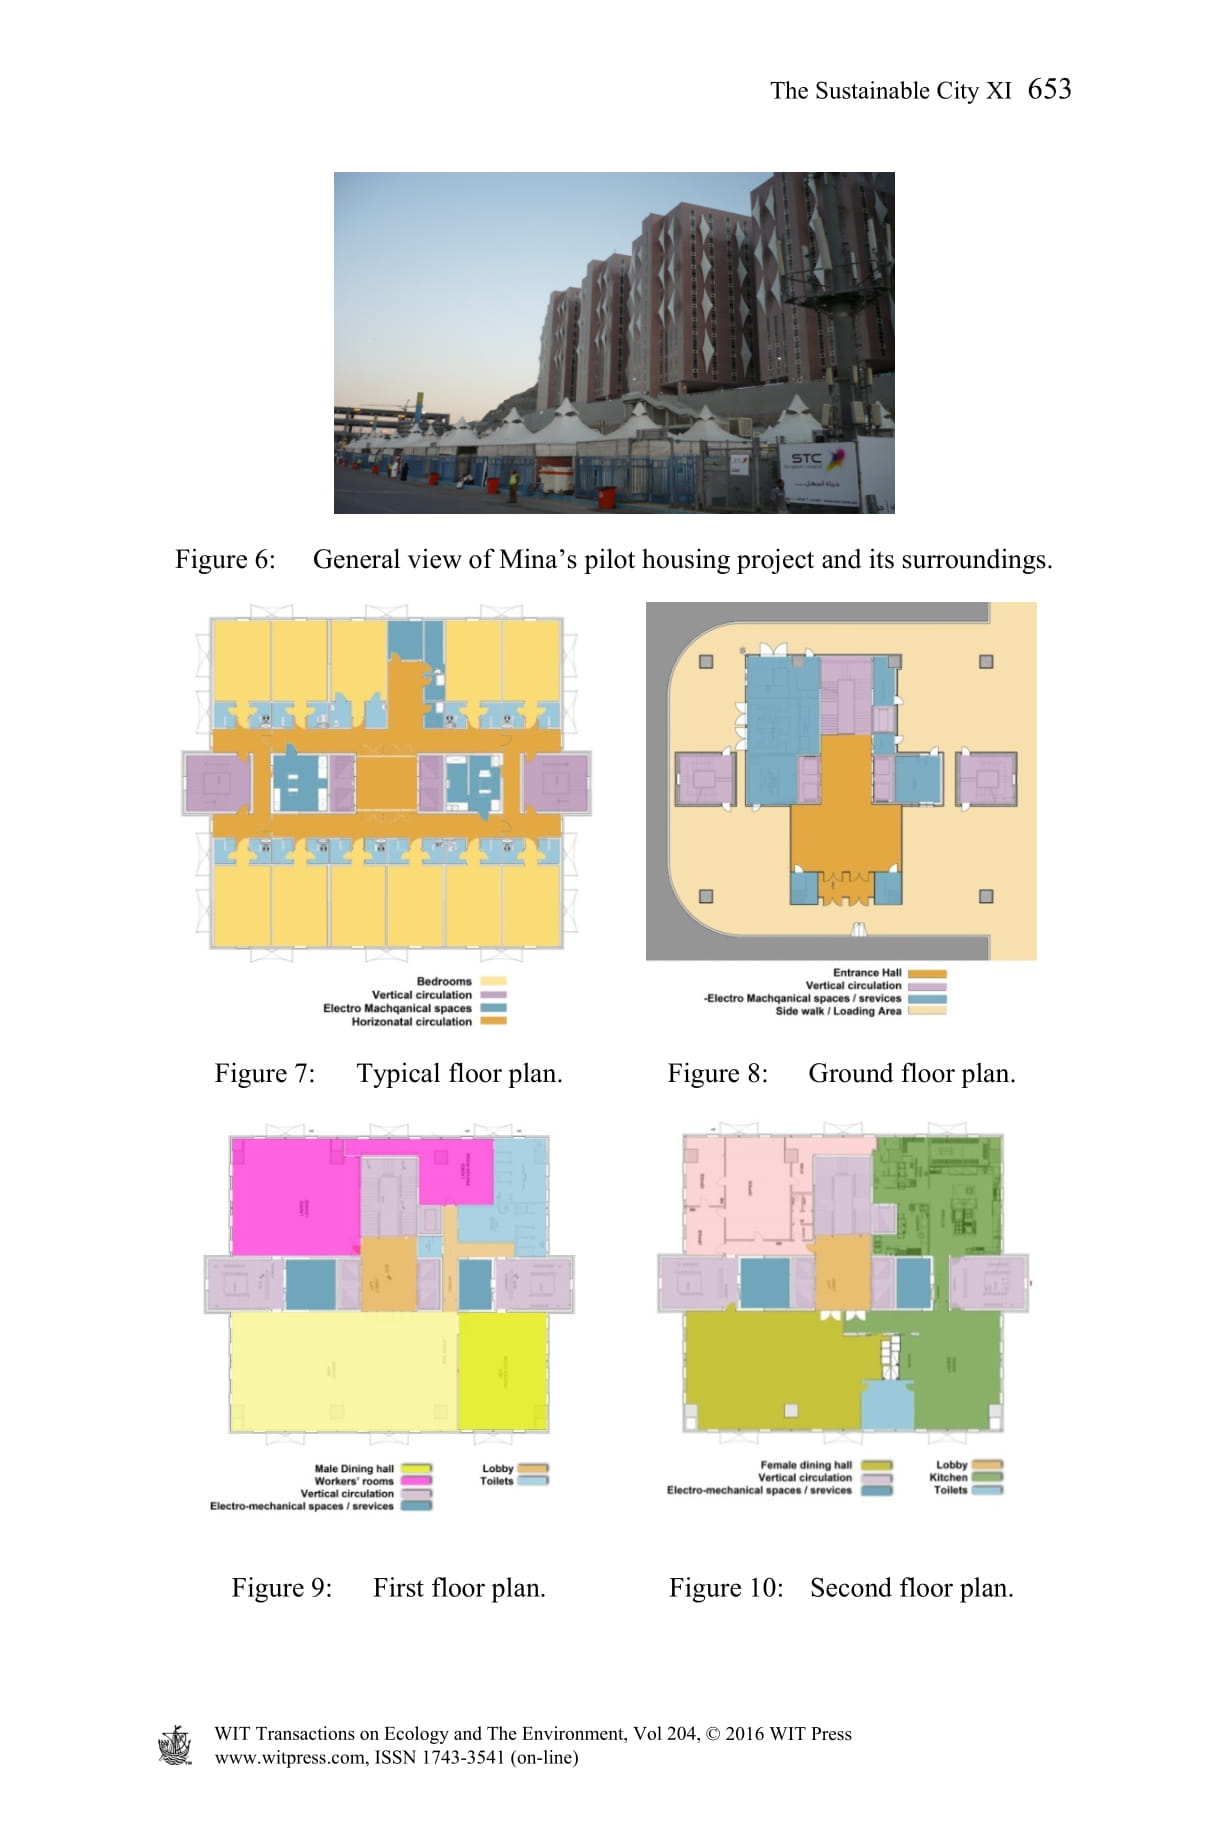 The Sustainable City XI 653
STC
حياة أسهل
Figure 6: General view of Mina’s pilot housing project and its surroundings.
Bedrooms
Vertical circulation
Electro Machqanical spaces
Horizonatal circulation
Entrance Hall
Vertical circulation
-Electro Machqanical spaces / srevices
Side walk / Loading Area
Figure 7: Typical floor plan.
Figure 8: Ground floor plan.
Male Dining hall
Workers' rooms
Vertical circulation
Electro-mechanical spaces / srevices
Lobby
Toilets
Female dining hall
Vertical circulation
Electro-mechanical spaces / srevices
Lobby
Kitchen
Toilets
Figure 9: First floor plan.
Figure 10: Second floor plan.
WIT Transactions on Ecology and The Environment, Vol 204, © 2016 WIT Press
www.witpress.com, ISSN 1743-3541 (on-line)